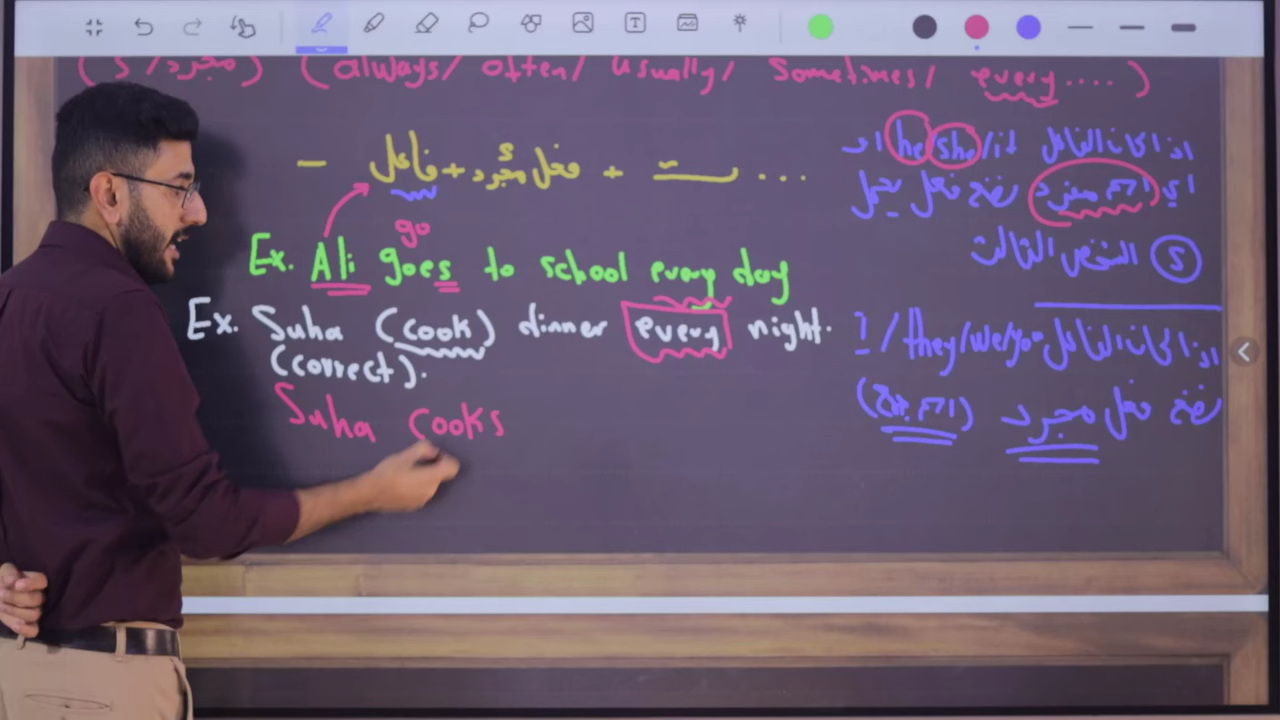 (مجرد / s) (always/ often/ usually/ sometimes/ every.... )
– فاعل + فعل مجرد s + تـ ...
go
Ex. Ali goes to school every day
Ex. Suha (cook) dinner every night.
(correct).
Suha cooks
اذا كان الفاعل he/she/it او
اي اسم مفرد نضع فعل يحمل
s الشخص الثالث
اذا كان الفاعل I/they/we/you
نضع فعل مجرد (اسم جمع)